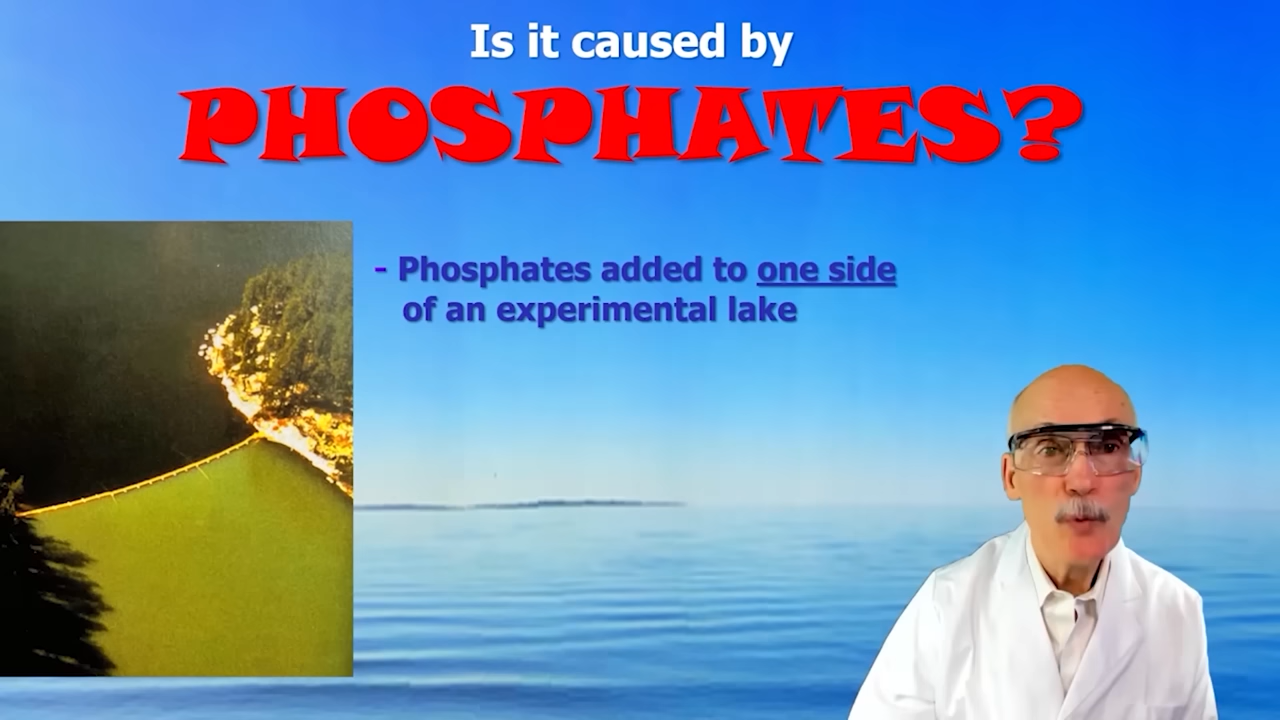 Is it caused by
PHOSPHATES?
- Phosphates added to one side
of an experimental lake